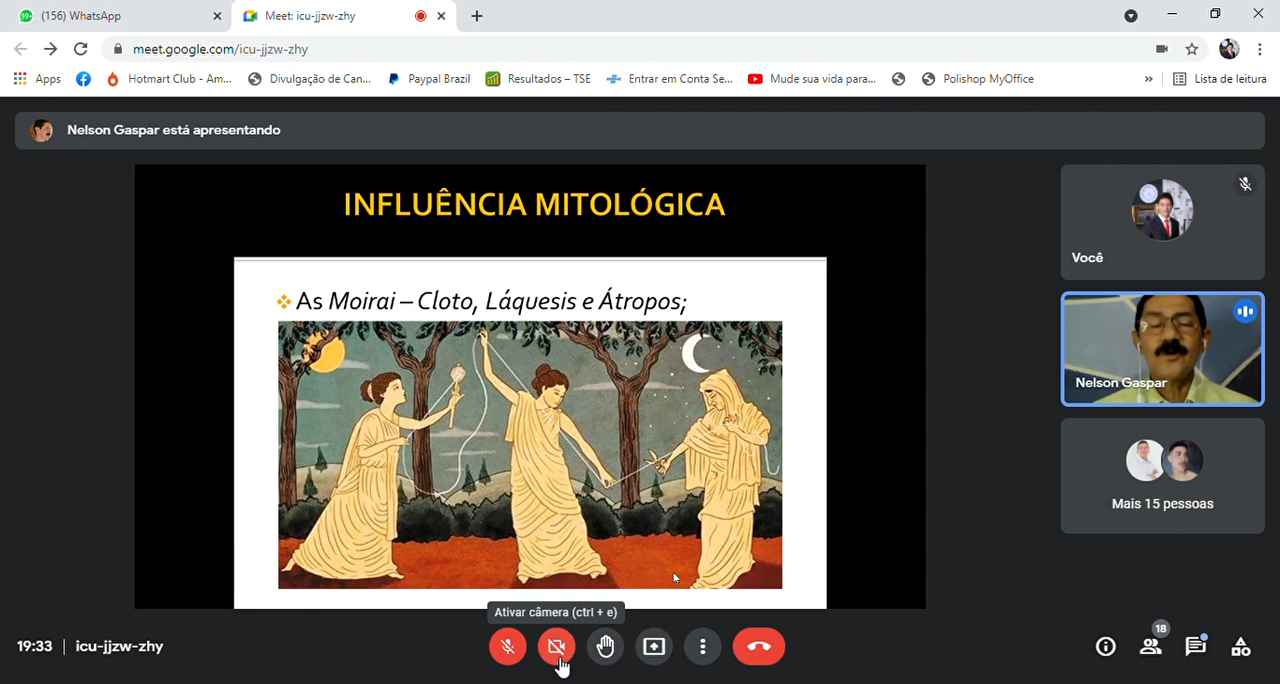 99+ (156) WhatsApp
Meet: icu-jjzw-zhy
meet.google.com/icu-jjzw-zhy
Apps
Hotmart Club - Am...
Divulgação de Can...
Paypal Brazil
Resultados – TSE
Entrar em Conta Se...
Mude sua vida para...
Polishop MyOffice
»
Lista de leitura
Nelson Gaspar está apresentando
INFLUÊNCIA MITOLÓGICA
As Moirai – Cloto, Láquesis e Átropos;
Você
Nelson Gaspar
Mais 15 pessoas
Ativar câmera (ctrl + e)
19:33 | icu-jjzw-zhy
18